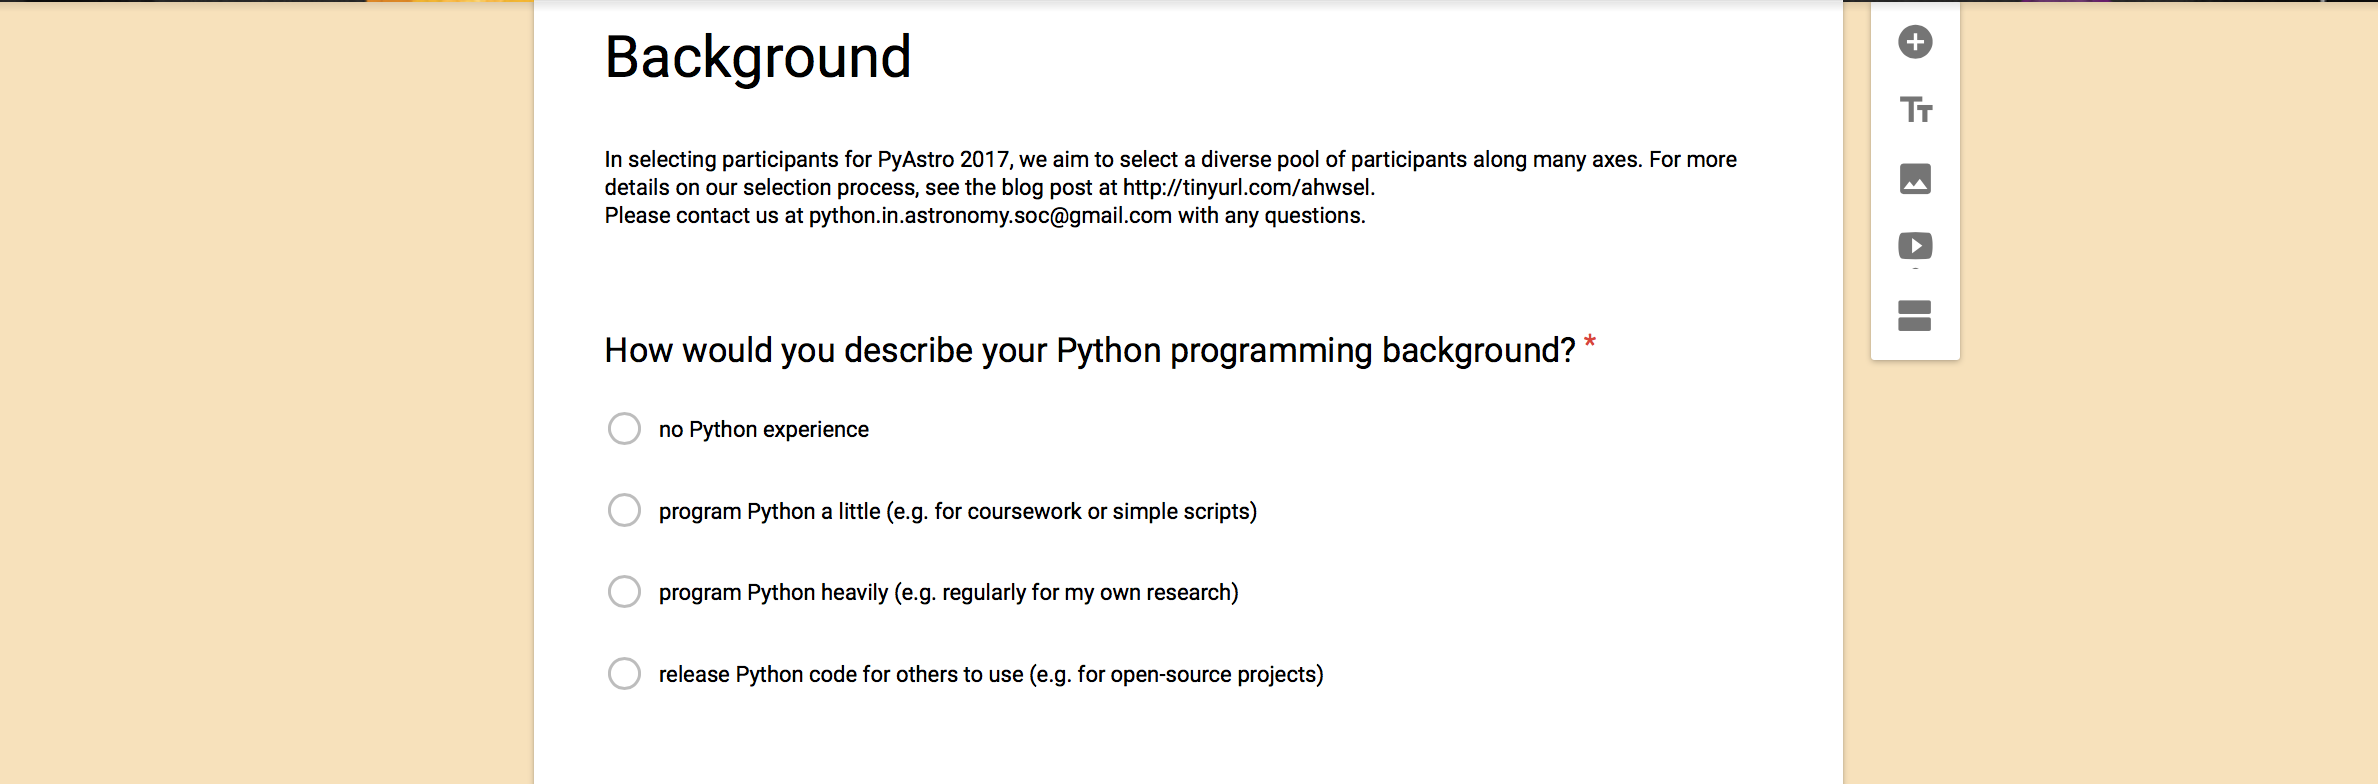 Background
In selecting participants for PyAstro 2017, we aim to select a diverse pool of participants along many axes. For more
details on our selection process, see the blog post at http://tinyurl.com/ahwsel.
Please contact us at python.in.astronomy.soc@gmail.com with any questions.
How would you describe your Python programming background? *
no Python experience
program Python a little (e.g. for coursework or simple scripts)
program Python heavily (e.g. regularly for my own research)
release Python code for others to use (e.g. for open-source projects)